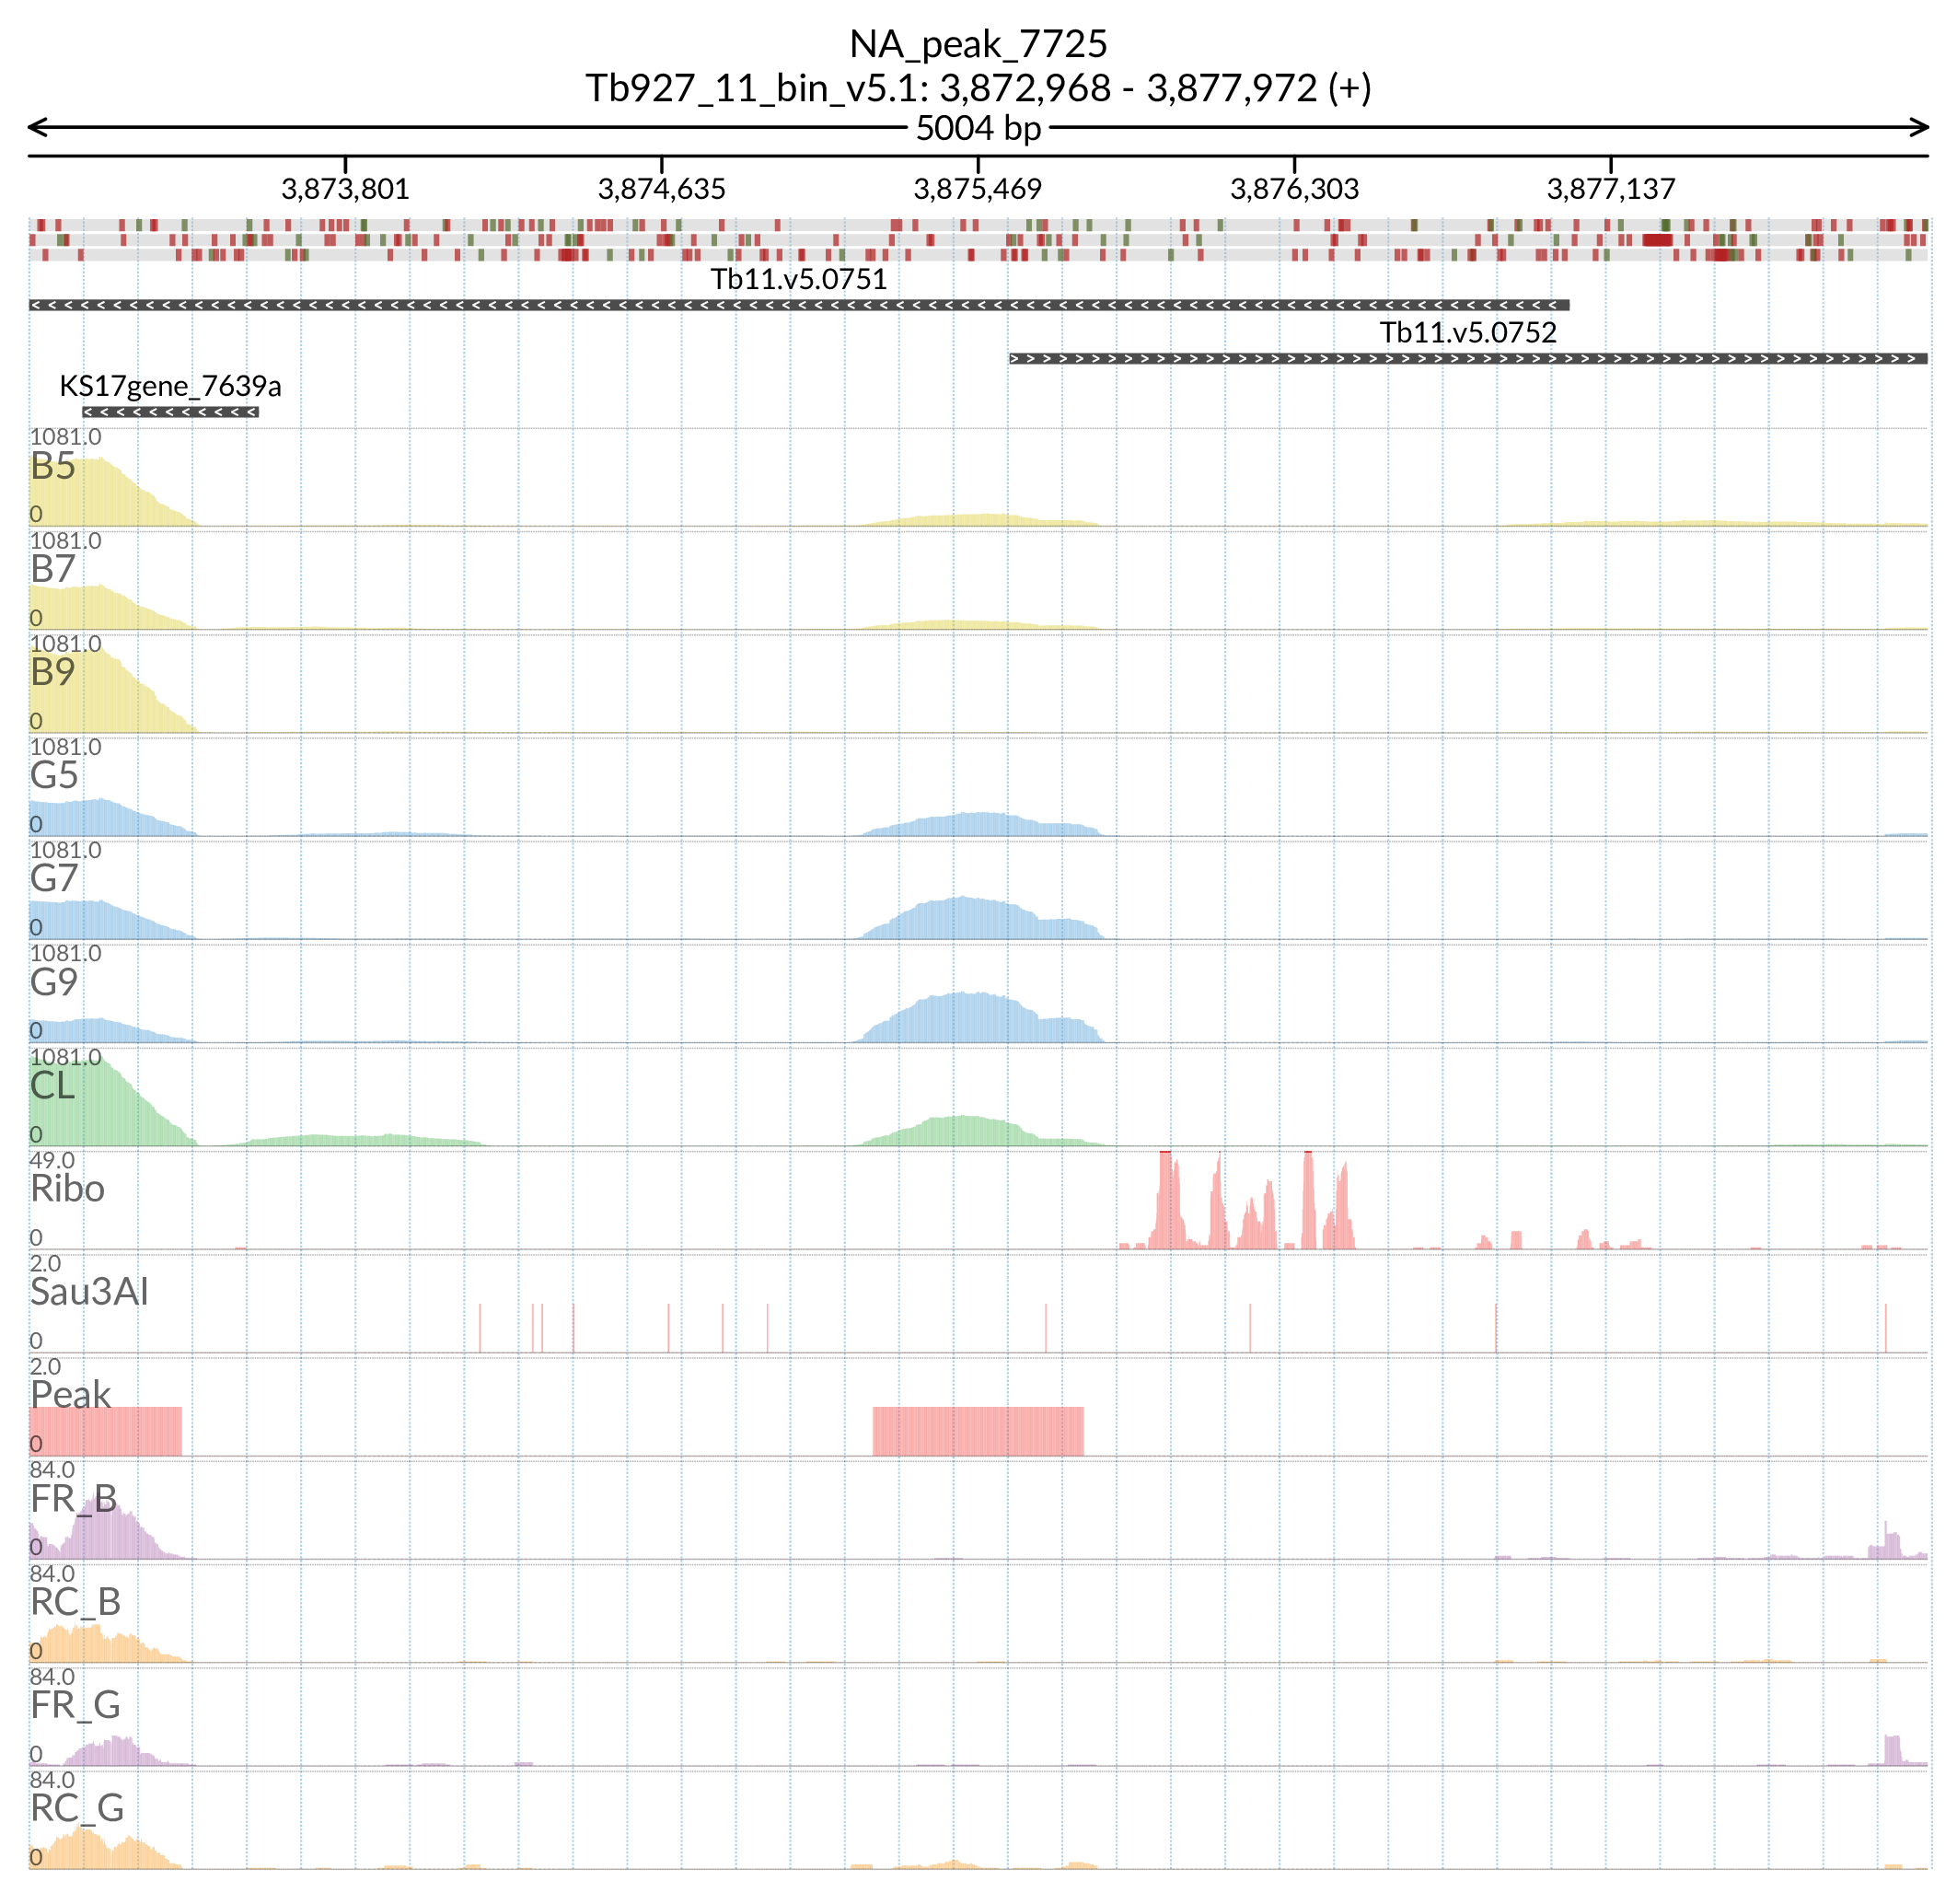 NA_peak_7725
Tb927_11_bin_v5.1: 3,872,968 - 3,877,972 (+)
5004 bp
3,873,801 3,874,635 3,875,469 3,876,303 3,877,137
Tb11.v5.0751
Tb11.v5.0752
KS17gene_7639a
1081.0
B5
0
1081.0
B7
0
1081.0
B9
0
1081.0
G5
0
1081.0
G7
0
1081.0
G9
0
1081.0
CL
0
49.0
Ribo
0
2.0
Sau3AI
0
2.0
Peak
0
84.0
FR_B
0
84.0
RC_B
0
84.0
FR_G
0
84.0
RC_G
0